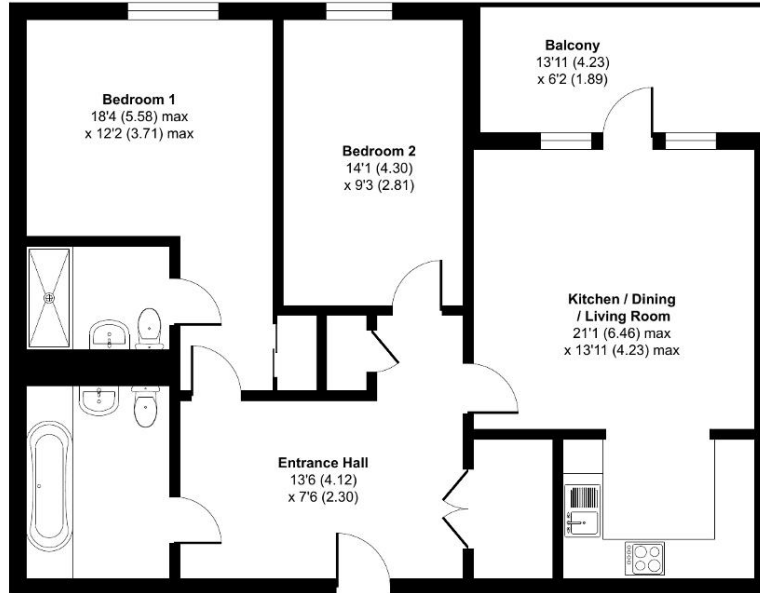 Bedroom 1
18'4 (5.58) max
x 12'2 (3.71) max
Bedroom 2
14'1 (4.30)
x 9'3 (2.81)
Balcony
13'11 (4.23)
x 6'2 (1.89)
Kitchen / Dining
/ Living Room
21'1 (6.46) max
x 13'11 (4.23) max
Entrance Hall
13'6 (4.12)
x 7'6 (2.30)